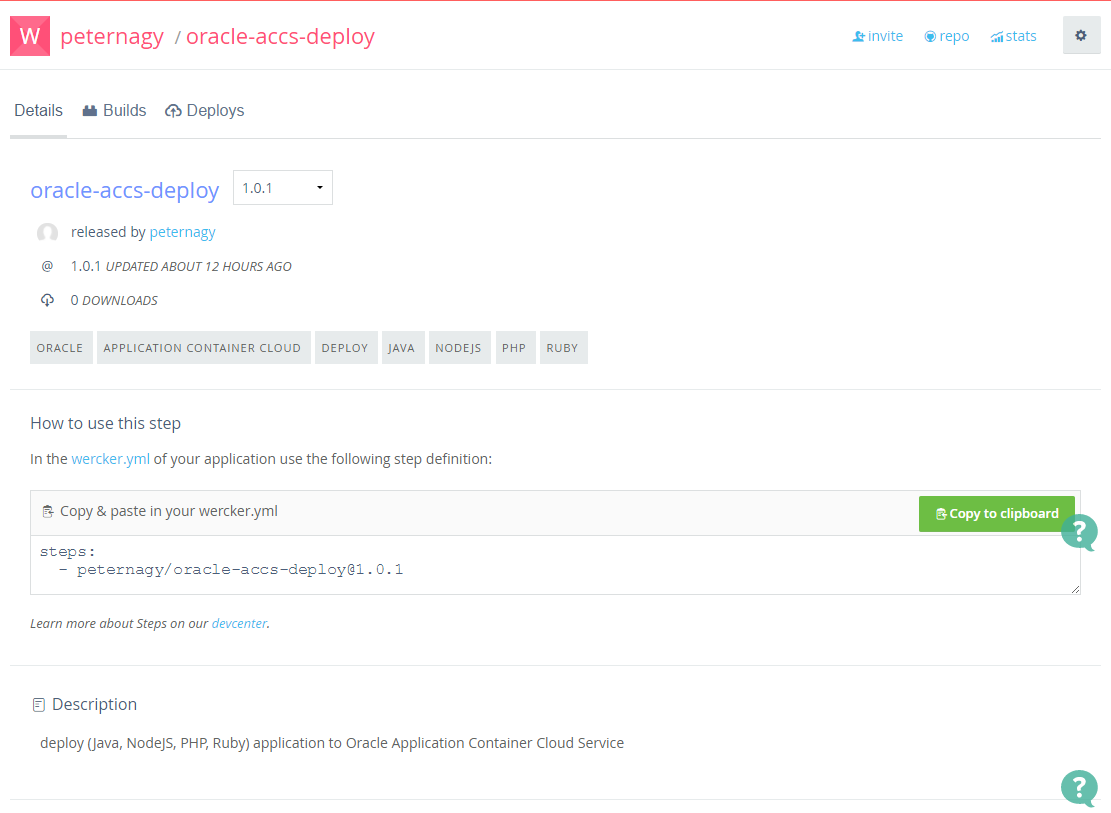 W peternagy / oracle-accs-deploy invite repo stats
Details Builds Deploys
oracle-accs-deploy 1.0.1
released by peternagy
@ 1.0.1 UPDATED ABOUT 12 HOURS AGO
0 DOWNLOADS
ORACLE APPLICATION CONTAINER CLOUD DEPLOY JAVA NODEJS PHP RUBY
How to use this step
In the wercker.yml of your application use the following step definition:
Copy & paste in your wercker.yml Copy to clipboard
?
steps:
  - peternagy/oracle-accs-deploy@1.0.1
Learn more about Steps on our devcenter.
Description
deploy (Java, NodeJS, PHP, Ruby) application to Oracle Application Container Cloud Service
?